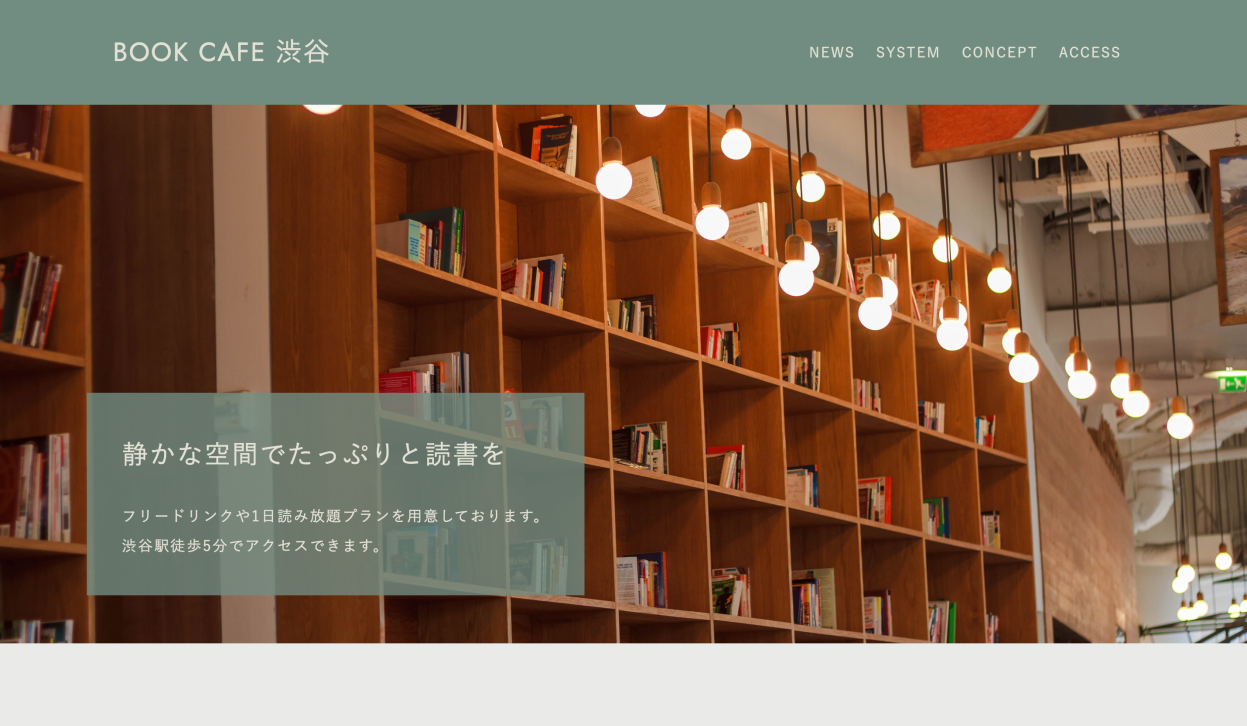 BOOK CAFE 渋谷
NEWS SYSTEM CONCEPT ACCESS
静かな空間でたっぷりと読書を
フリードリンクや1日読み放題プランを用意しております。
渋谷駅徒歩5分でアクセスできます。